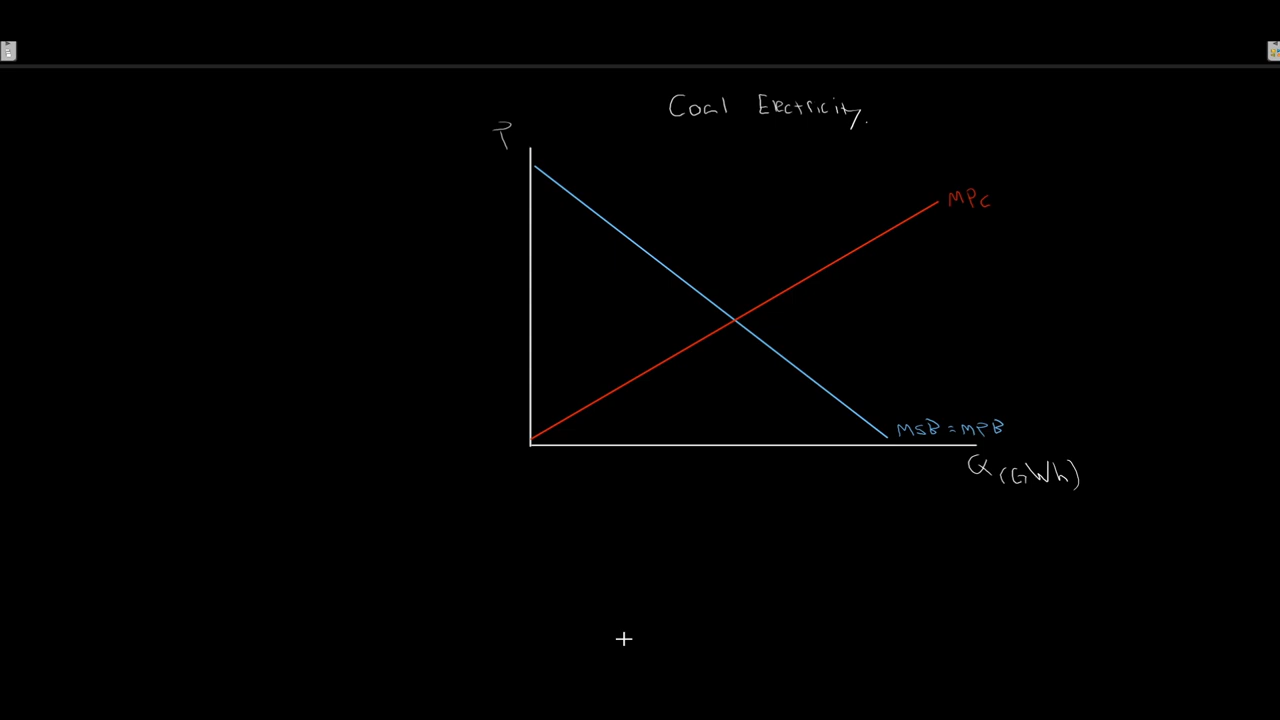 Coal Electricity.
P
MPC
MSB = MPB
Q (GWh)